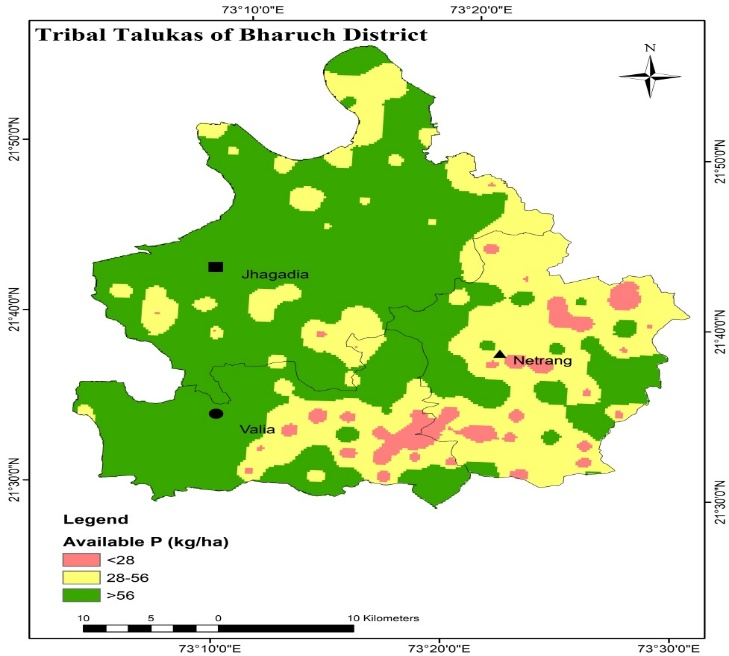 73°10'0"E 73°20'0"E
Tribal Talukas of Bharuch District
N
21°50'0"N 21°50'0"N
Jhagadia
21°40'0"N 21°40'0"N
Netrang
Valia
21°30'0"N 21°30'0"N
Legend
Available P (kg/ha)
<28
28-56
>56
10 5 0 10 Kilometers
73°10'0"E 73°20'0"E 73°30'0"E